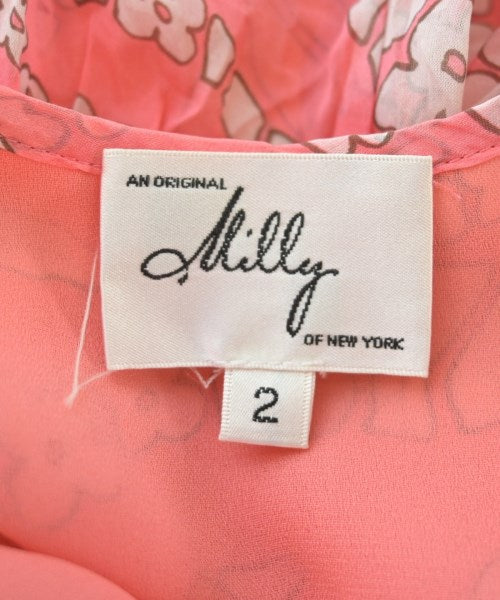 AN ORIGINAL
Milly
OF NEW YORK
2